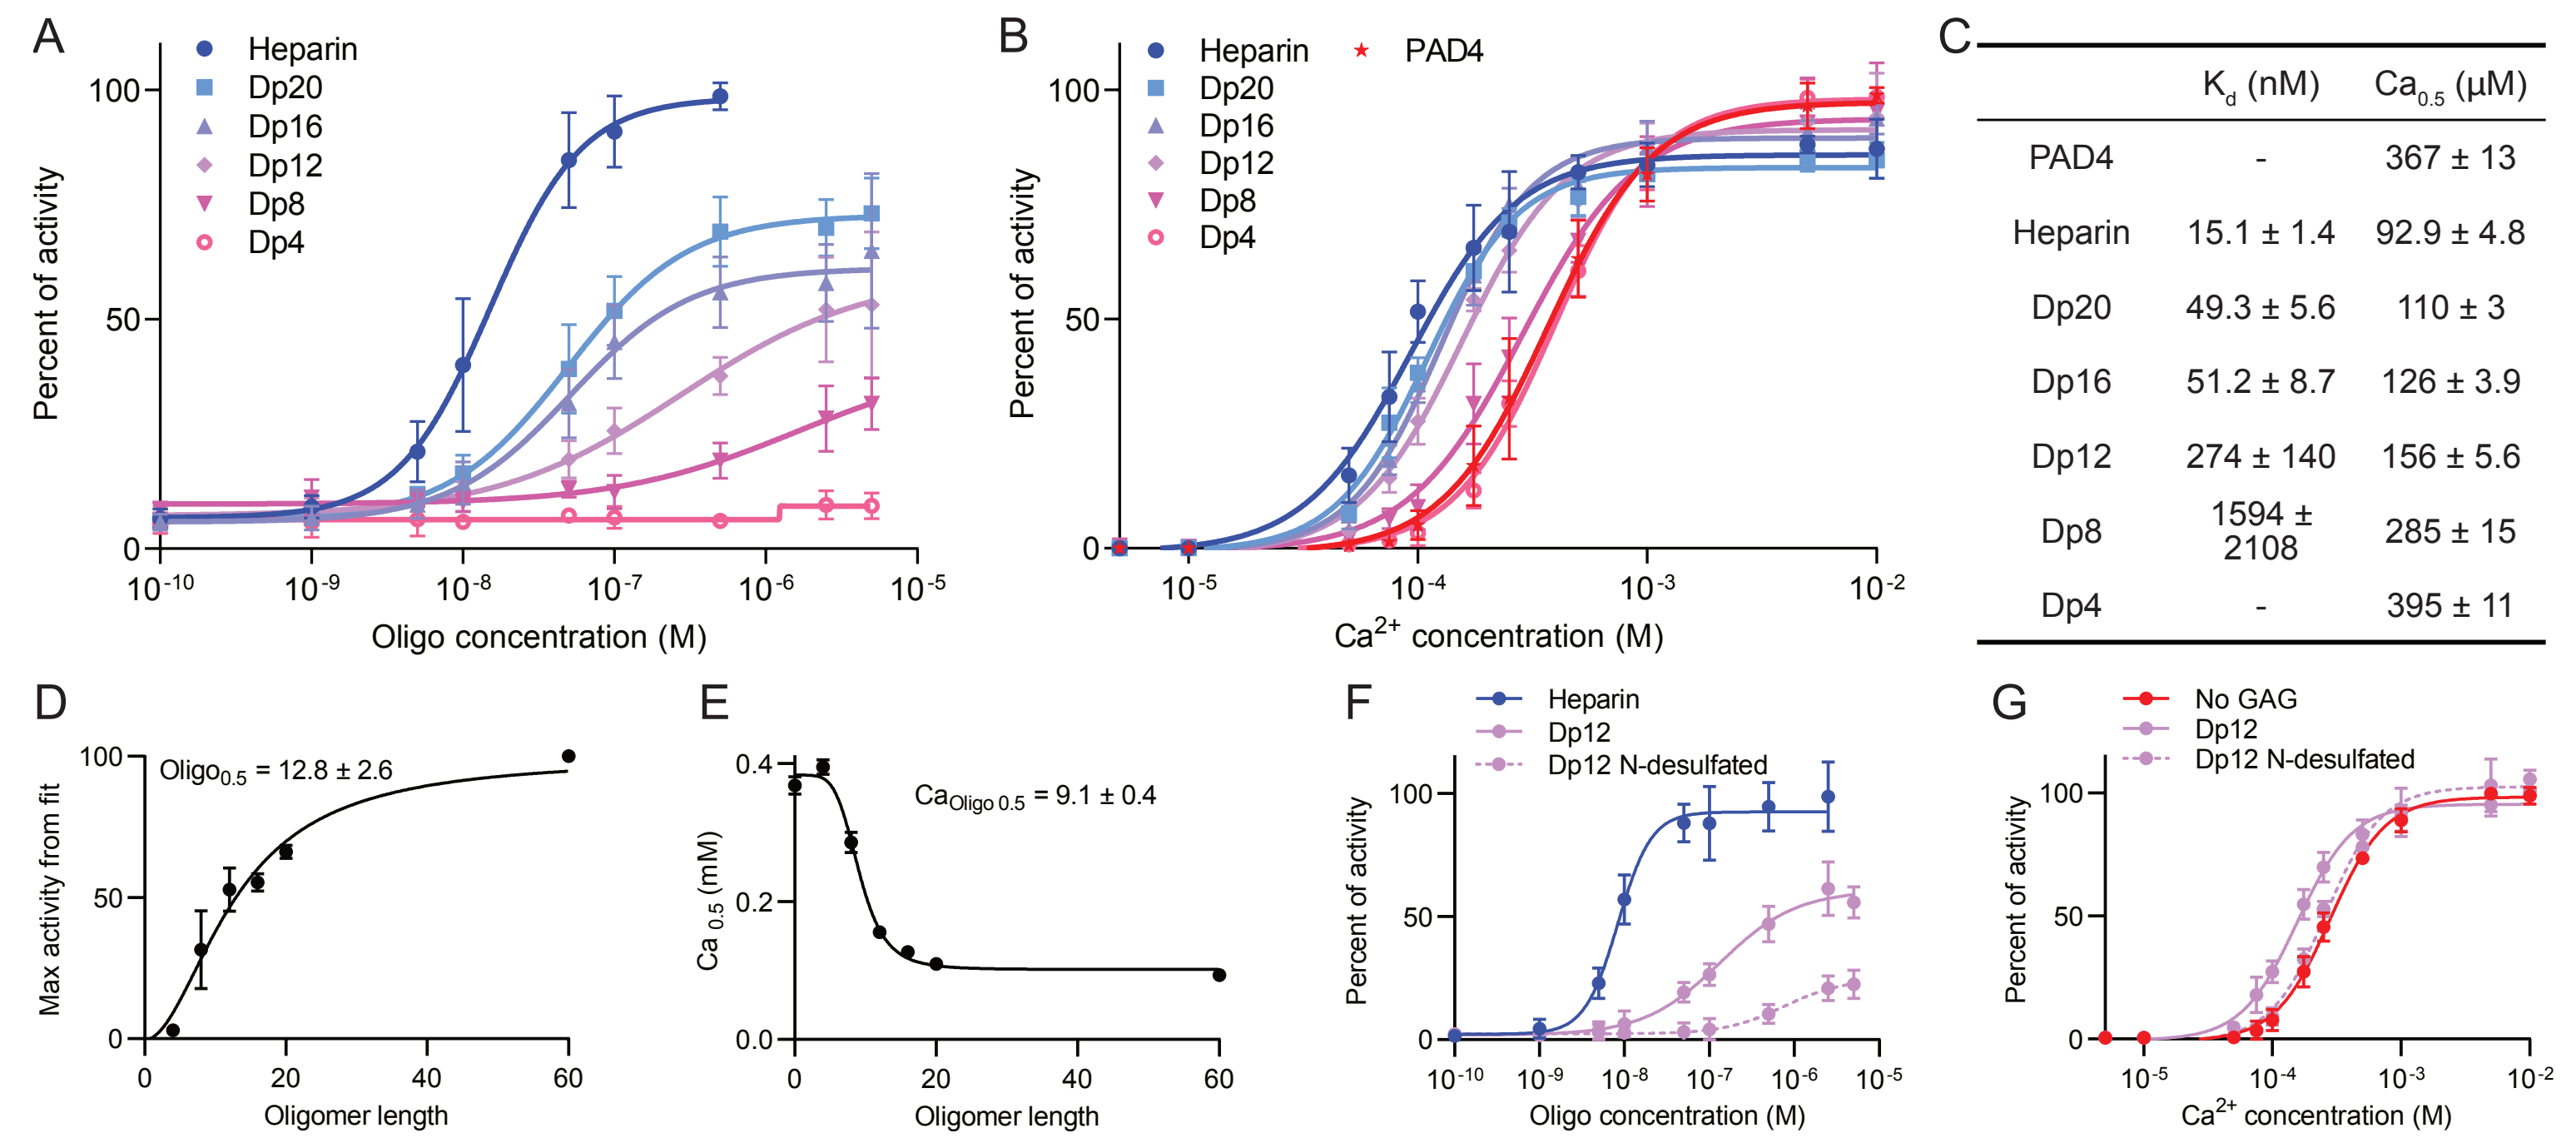 A
Heparin
Dp20
Dp16
Dp12
Dp8
Dp4
Percent of activity
100
50
0
10-10
10-9
10-8
10-7
10-6
10-5
Oligo concentration (M)
B
Heparin
PAD4
Dp20
Dp16
Dp12
Dp8
Dp4
Percent of activity
100
50
0
10-5
10-4
10-3
10-2
Ca2+ concentration (M)
C
Kd (nM) Ca0.5 (µM)
PAD4 - 367 ± 13
Heparin 15.1 ± 1.4 92.9 ± 4.8
Dp20 49.3 ± 5.6 110 ± 3
Dp16 51.2 ± 8.7 126 ± 3.9
Dp12 274 ± 140 156 ± 5.6
Dp8 1594 ± 2108 285 ± 15
Dp4 - 395 ± 11
D
Oligo0.5 = 12.8 ± 2.6
Max activity from fit
100
50
0
0 20 40 60
Oligomer length
E
CaOligo 0.5 = 9.1 ± 0.4
Ca 0.5 (mM)
0.4
0.2
0.0
0 20 40 60
Oligomer length
F
Heparin
Dp12
Dp12 N-desulfated
Percent of activity
100
50
0
10-10 10-9 10-8 10-7 10-6 10-5
Oligo concentration (M)
G
No GAG
Dp12
Dp12 N-desulfated
Percent of activity
100
50
0
10-5 10-4 10-3 10-2
Ca2+ concentration (M)